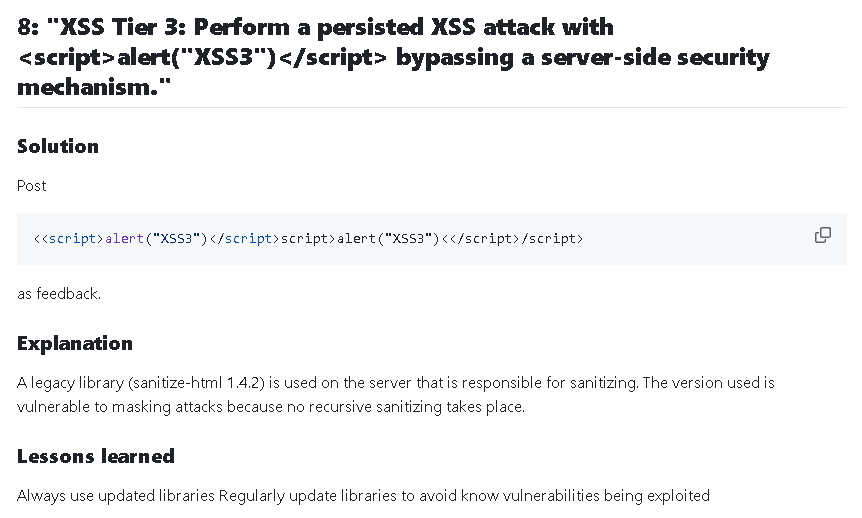 8: "XSS Tier 3: Perform a persisted XSS attack with
<script>alert("XSS3")</script> bypassing a server-side security
mechanism."
Solution
Post
<<script>alert("XSS3")</script>script>alert("XSS3")<</script>/script>
as feedback.
Explanation
A legacy library (sanitize-html 1.4.2) is used on the server that is responsible for sanitizing. The version used is
vulnerable to masking attacks because no recursive sanitizing takes place.
Lessons learned
Always use updated libraries Regularly update libraries to avoid know vulnerabilities being exploited